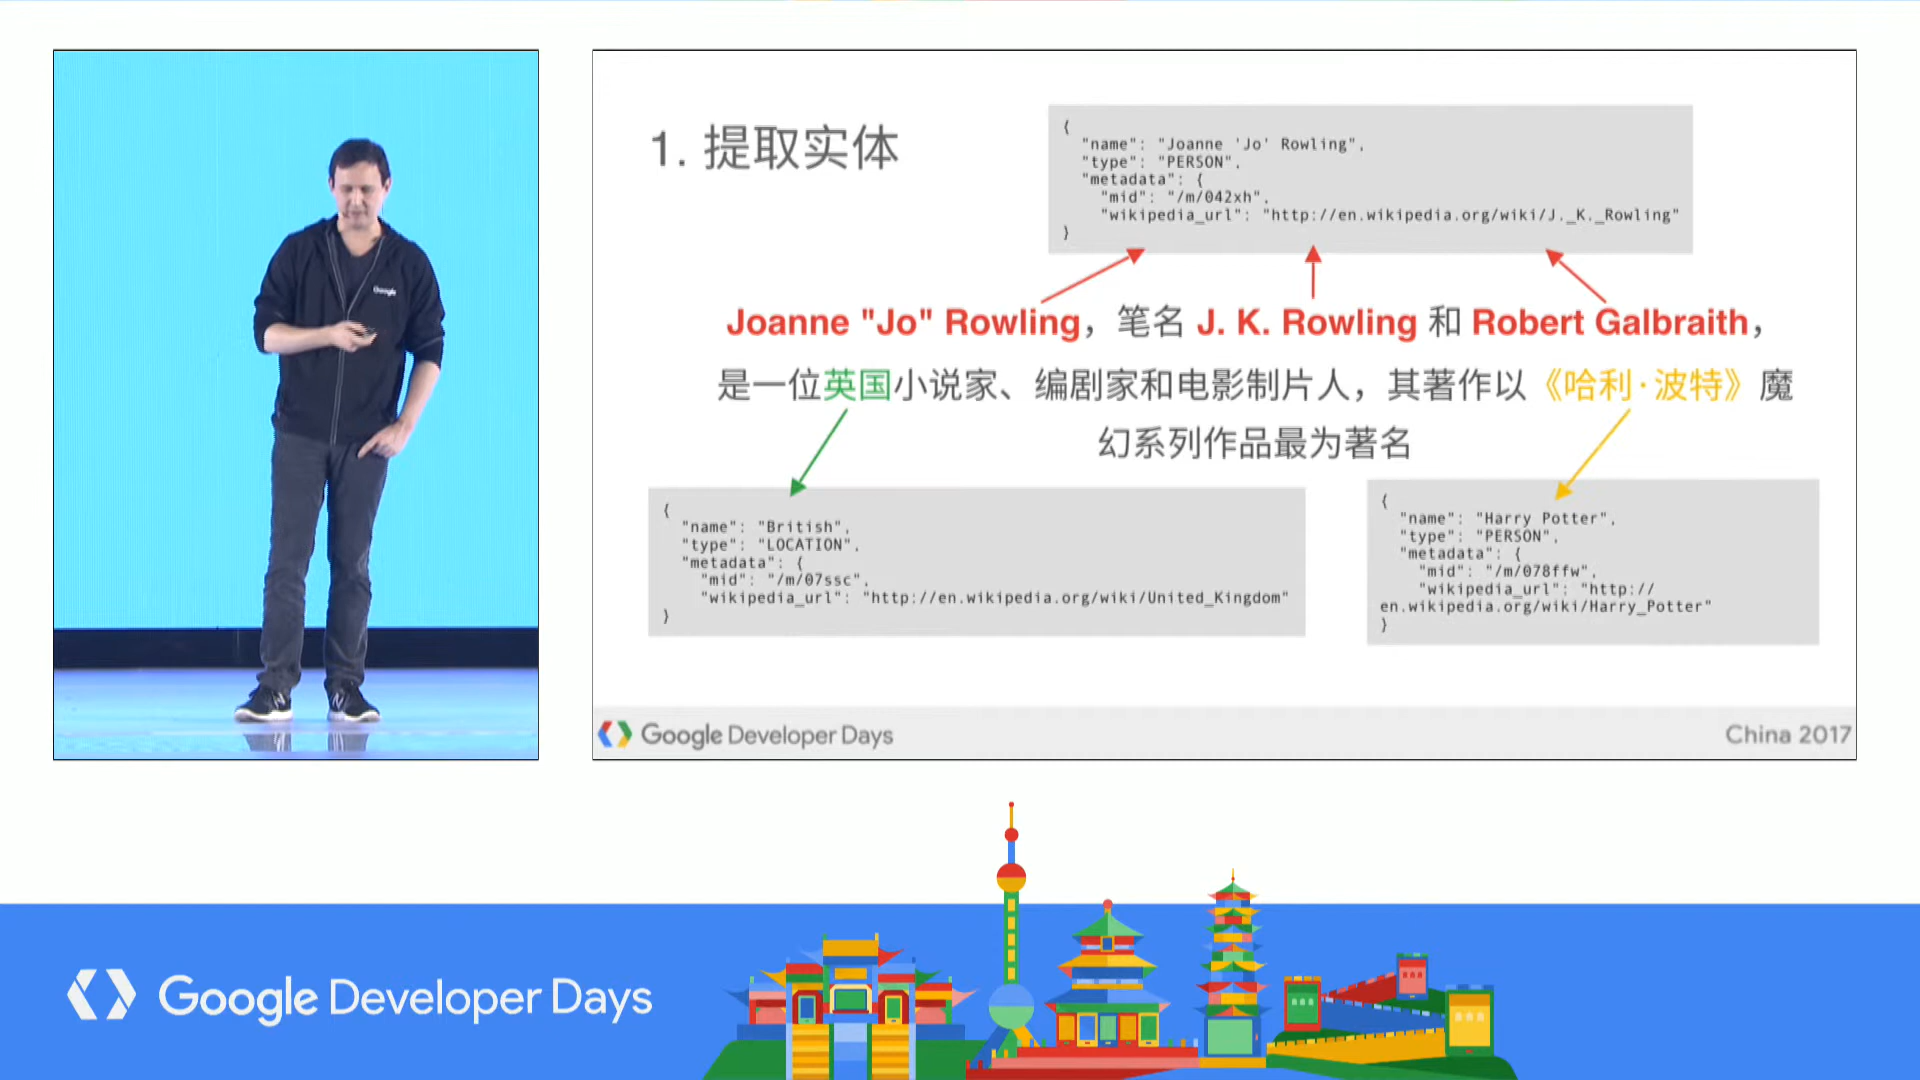 1. 提取实体
{
"name": "Joanne 'Jo' Rowling",
"type": "PERSON",
"metadata": {
"mid": "/m/042xh",
"wikipedia_url": "http://en.wikipedia.org/wiki/J._K._Rowling"
}
Joanne "Jo" Rowling，笔名 J. K. Rowling 和 Robert Galbraith，
是一位英国小说家、编剧家和电影制片人，其著作以《哈利·波特》魔
幻系列作品最为著名
{
"name": "British",
"type": "LOCATION",
"metadata": {
"mid": "/m/07ssc",
"wikipedia_url": "http://en.wikipedia.org/wiki/United_Kingdom"
}
{
"name": "Harry Potter",
"type": "PERSON",
"metadata": {
"mid": "/m/078ffw",
"wikipedia_url": "http://
en.wikipedia.org/wiki/Harry_Potter"
}
Google Developer Days
China 2017
Google
Google Developer Days